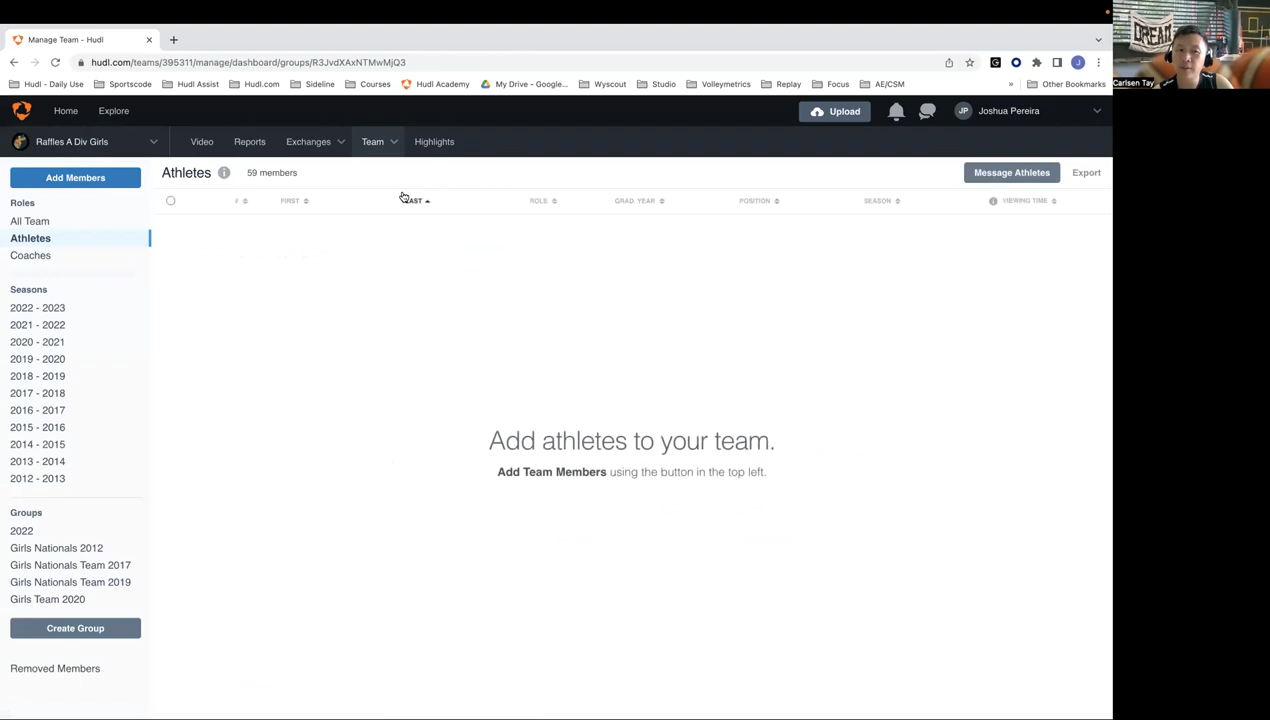 Manage Team - Hudl
hudl.com/teams/395311/manage/dashboard/groups/R3JvdXAxNTMwMjQ3
Hudl - Daily Use Sportscode Hudl Assist Hudl.com Sideline Courses Hudl Academy My Drive - Google... Wyscout Studio Volleymetrics Replay Focus AE/CSM » Other Bookmarks
DREAM
Carlsen Tay
Home Explore Upload JP Joshua Pereira
Raffles A Div Girls Video Reports Exchanges Team Highlights
Add Members
Athletes 59 members Message Athletes Export
# FIRST LAST ROLE GRAD. YEAR POSITION SEASON VIEWING TIME
Roles
All Team
Athletes
Coaches
Seasons
2022 - 2023
2021 - 2022
2020 - 2021
2019 - 2020
2018 - 2019
2017 - 2018
2016 - 2017
2015 - 2016
2014 - 2015
2013 - 2014
2012 - 2013
Add athletes to your team.
Add Team Members using the button in the top left.
Groups
2022
Girls Nationals 2012
Girls Nationals Team 2017
Girls Nationals Team 2019
Girls Team 2020
Create Group
Removed Members